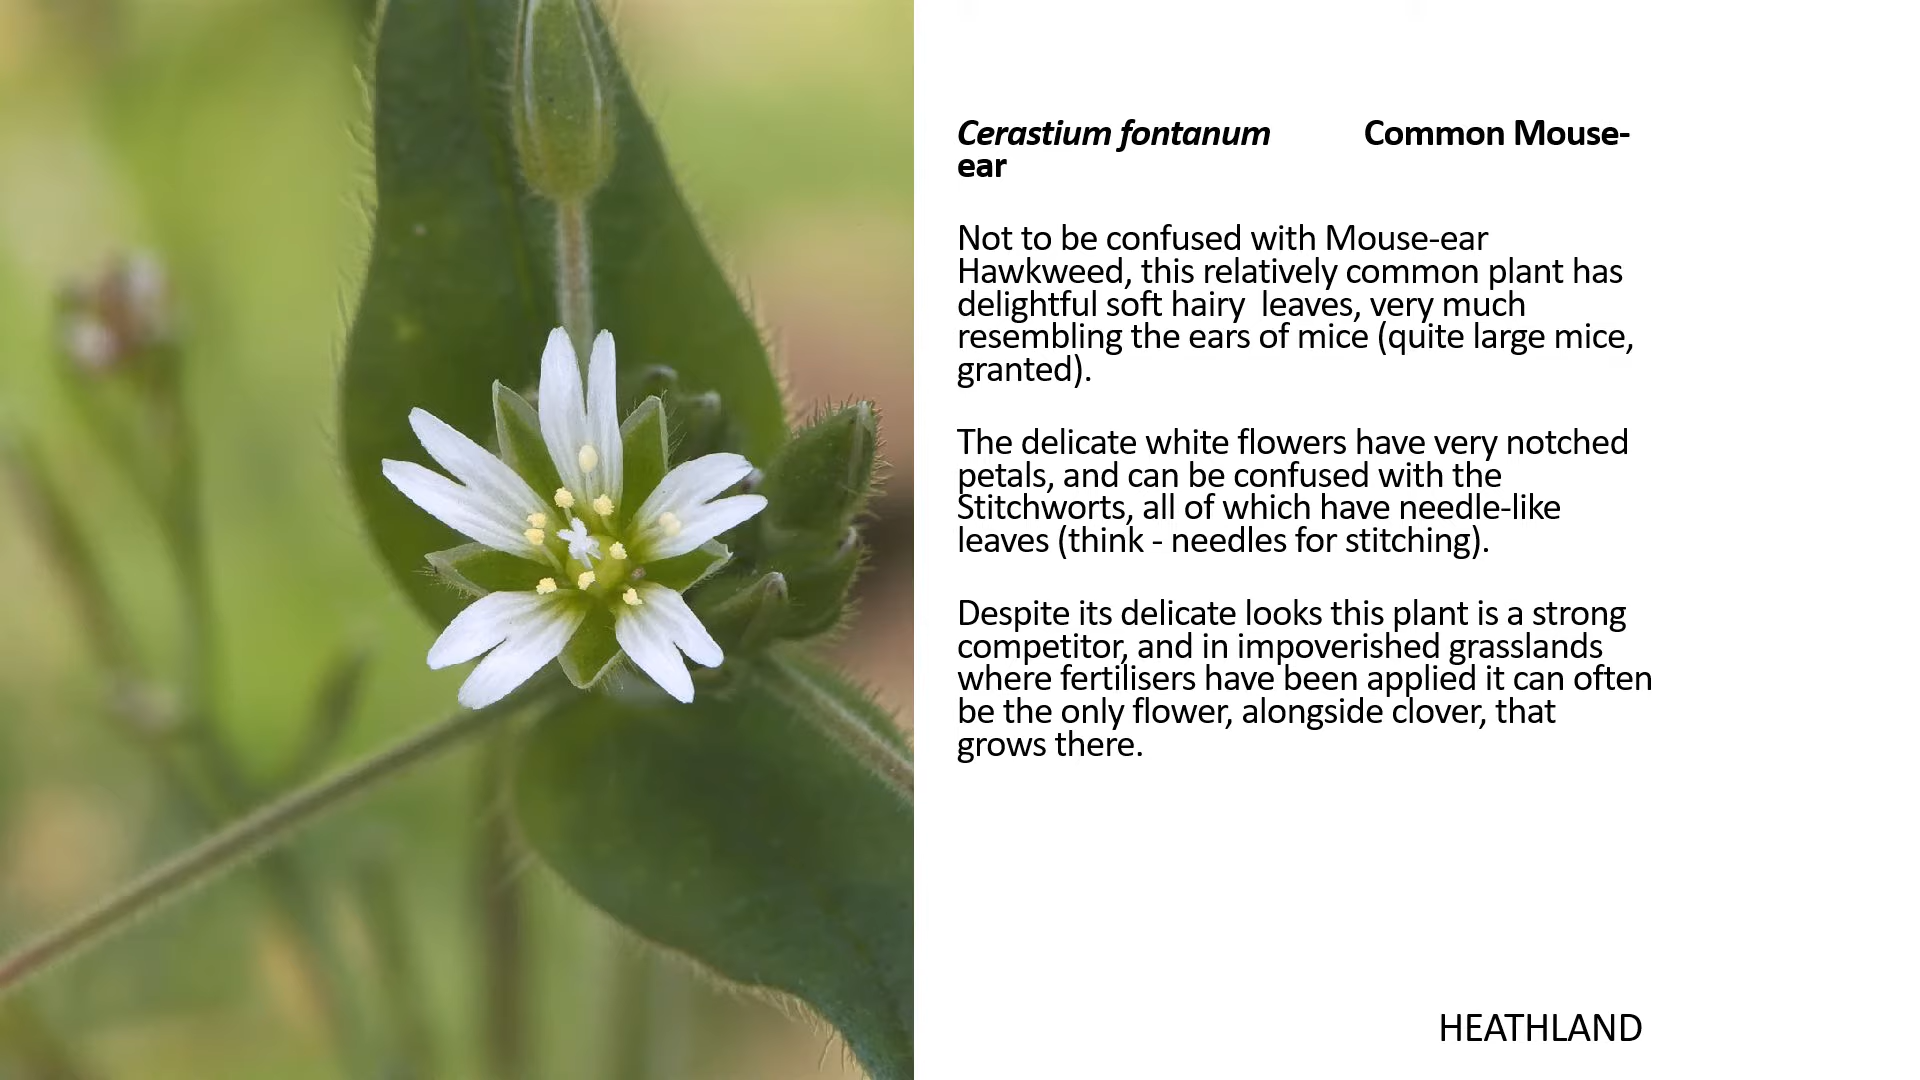 Cerastium fontanum Common Mouse-
ear
Not to be confused with Mouse-ear
Hawkweed, this relatively common plant has
delightful soft hairy  leaves, very much
resembling the ears of mice (quite large mice,
granted).
The delicate white flowers have very notched
petals, and can be confused with the
Stitchworts, all of which have needle-like
leaves (think - needles for stitching).
Despite its delicate looks this plant is a strong
competitor, and in impoverished grasslands
where fertilisers have been applied it can often
be the only flower, alongside clover, that
grows there.
HEATHLAND